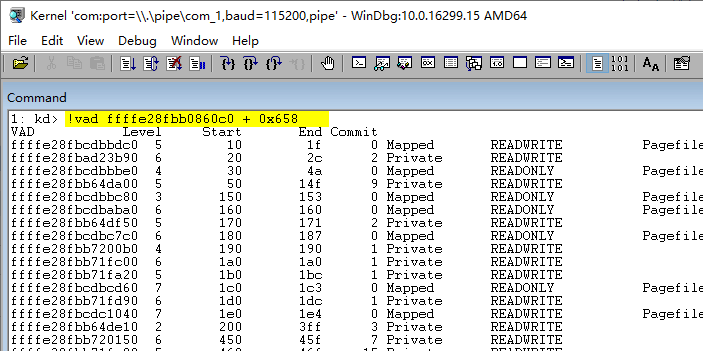 Kernel 'com:port=\\.\pipe\com_1,baud=115200,pipe' - WinDbg:10.0.16299.15 AMD64
File Edit View Debug Window Help
101
101
AA
Command
1: kd> !vad ffffe28fbb0860c0 + 0x658
VAD Level Start End Commit
ffffe28fbcdbbdc0 5 10 1f 0 Mapped READWRITE Pagefile
ffffe28fbad23b90 6 20 2c 2 Private READWRITE
ffffe28fbcdbbbe0 4 30 4a 0 Mapped READONLY Pagefile
ffffe28fbb64da00 5 50 14f 9 Private READWRITE
ffffe28fbcdbbc80 3 150 153 0 Mapped READONLY Pagefile
ffffe28fbcdbaba0 6 160 160 0 Mapped READONLY Pagefile
ffffe28fbb64df50 5 170 171 2 Private READWRITE
ffffe28fbcdbc7c0 6 180 187 0 Mapped READONLY Pagefile
ffffe28fbb7200b0 4 190 190 1 Private READWRITE
ffffe28fbb71fc00 6 1a0 1a0 1 Private READWRITE
ffffe28fbb71fa20 5 1b0 1bc 1 Private READWRITE
ffffe28fbcdbcd60 7 1c0 1c3 0 Mapped READONLY Pagefile
ffffe28fbb71fd90 6 1d0 1dc 1 Private READWRITE
ffffe28fbcdc1040 7 1e0 1e4 0 Mapped READWRITE Pagefile
ffffe28fbb64de10 2 200 3ff 3 Private READWRITE
ffffe28fbb720150 6 450 45f 7 Private READWRITE